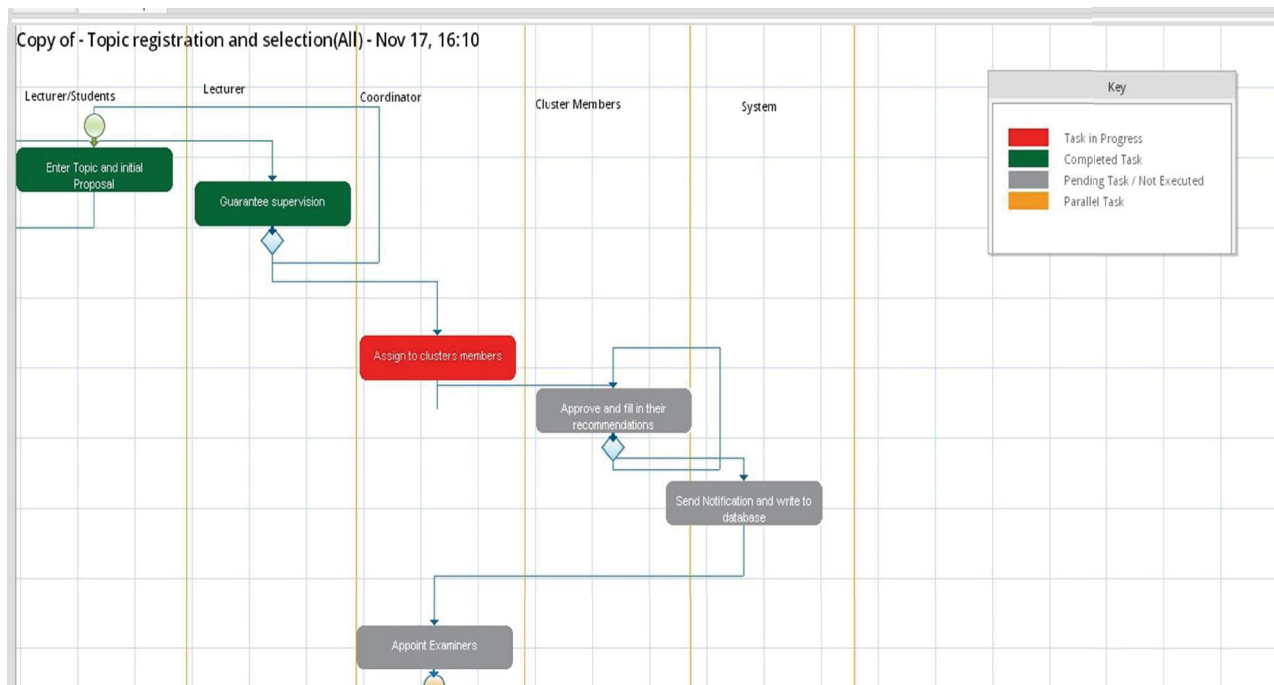 Copy of - Topic registration and selection(All) - Nov 17, 16:10
Lecturer/Students
Lecturer
Coordinator
Cluster Members
System
Key
Task in Progress
Completed Task
Pending Task / Not Executed
Parallel Task
Enter Topic and initial
Proposal
Guarantee supervision
Assign to clusters members
Approve and fill in their
recommendations
Send Notification and write to
database
Appoint Examiners